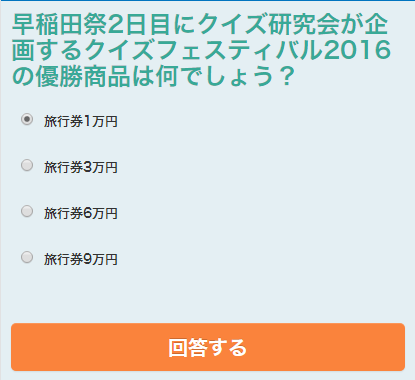 早稲田祭2日目にクイズ研究会が企
画するクイズフェスティバル2016
の優勝商品は何でしょう？
旅行券1万円
旅行券3万円
旅行券6万円
旅行券9万円
回答する